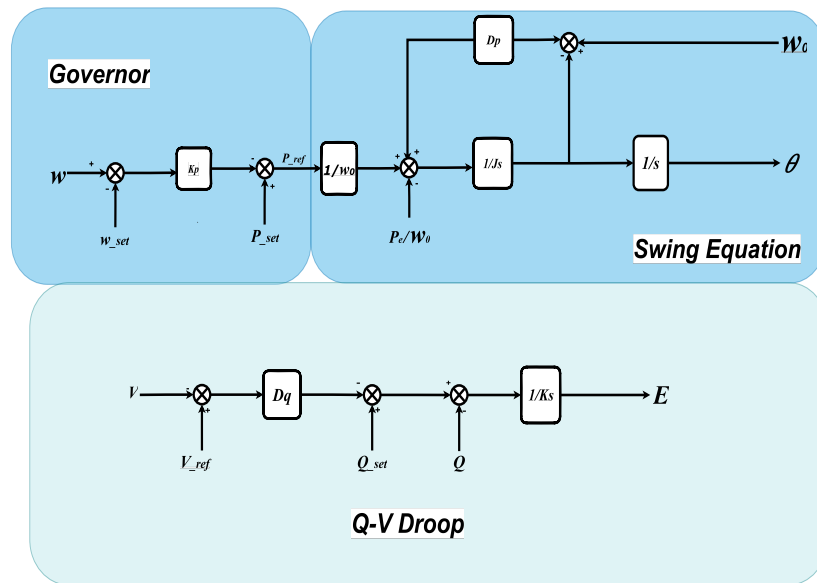 Governor
Dp
w₀
w
Kp
P_ref
1/w₀
1/Js
1/s
θ
w_set
P_set
Pₑ/w₀
Swing Equation
V
Dq
1/Ks
E
V_ref
Q_set
Q
Q-V Droop